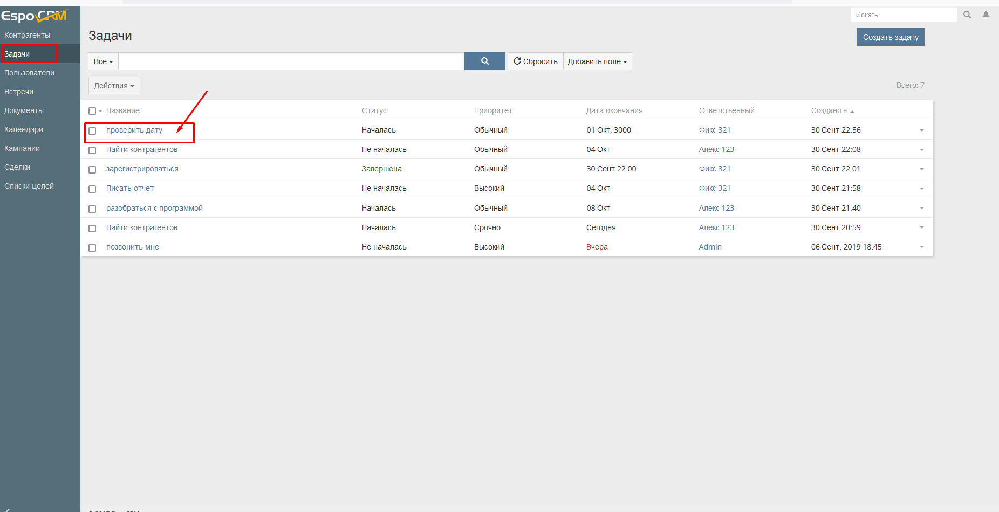 EspoCRM
Искать
Контрагенты
Задачи
Пользователи
Встречи
Документы
Календари
Кампании
Сделки
Списки целей
Задачи
Создать задачу
Все
Сбросить
Добавить поле
Действия
Всего: 7
Название Статус Приоритет Дата окончания Ответственный Создано в
проверить дату Началась Обычный 01 Окт, 3000 Фикс 321 30 Сент 22:56
Найти контрагентов Не началась Обычный 04 Окт Алекс 123 30 Сент 22:08
зарегистрироваться Завершена Обычный 30 Сент 22:00 Фикс 321 30 Сент 22:01
Писать отчет Не началась Высокий 04 Окт Фикс 321 30 Сент 21:58
разобраться с программой Началась Обычный 08 Окт Алекс 123 30 Сент 21:40
Найти контрагентов Началась Срочно Сегодня Алекс 123 30 Сент 20:59
позвонить мне Не началась Высокий Вчера Admin 06 Сент, 2019 18:45